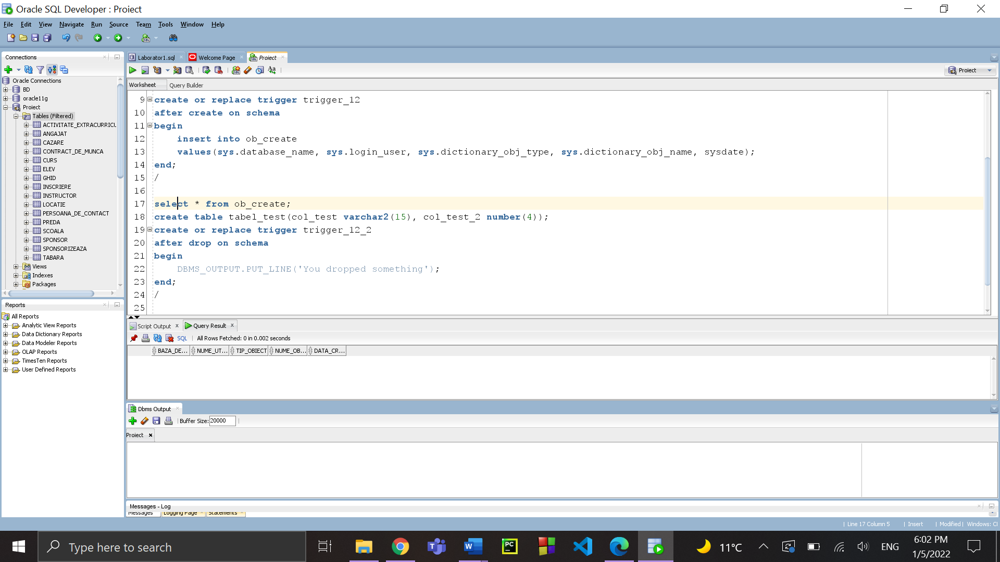 Oracle SQL Developer : Proiect
File Edit View Navigate Run Source Team Tools Window Help
Connections
Oracle Connections
BD
oracle11g
Proiect
Tables (Filtered)
ACTIVITATE_EXTRACURRICU
ANGAJAT
CAZARE
CONTRACT_DE_MUNCA
CURS
ELEV
GHID
INSCRIERE
INSTRUCTOR
LOCATIE
PERSOANA_DE_CONTACT
PREDA
SCOALA
SPONSOR
SPONSORIZEAZA
TABARA
Views
Indexes
Packages
Reports
All Reports
Analytic View Reports
Data Dictionary Reports
Data Modeler Reports
OLAP Reports
TimesTen Reports
User Defined Reports
Laborator1.sql Welcome Page Proiect
Proiect
Worksheet Query Builder
9 create or replace trigger trigger_12
10 after create on schema
11 begin
12 insert into ob_create
13 values(sys.database_name, sys.login_user, sys.dictionary_obj_type, sys.dictionary_obj_name, sysdate);
14 end;
15 /
16
17 select * from ob_create;
18 create table tabel_test(col_test varchar2(15), col_test_2 number(4));
19 create or replace trigger trigger_12_2
20 after drop on schema
21 begin
22 DBMS_OUTPUT.PUT_LINE('You dropped something');
23 end;
24 /
25
Script Output x Query Result x
SQL | All Rows Fetched: 0 in 0.002 seconds
BAZA_DE... NUME_UT... TIP_OBIECT NUME_OB... DATA_CR...
Dbms Output
Buffer Size: 20000
Proiect x
Messages - Log
Messages Logging Page Statements
Line 17 Column 5 | Insert | Modified | Windows: Cl
Type here to search
PC
11°C
ENG
6:02 PM
1/5/2022